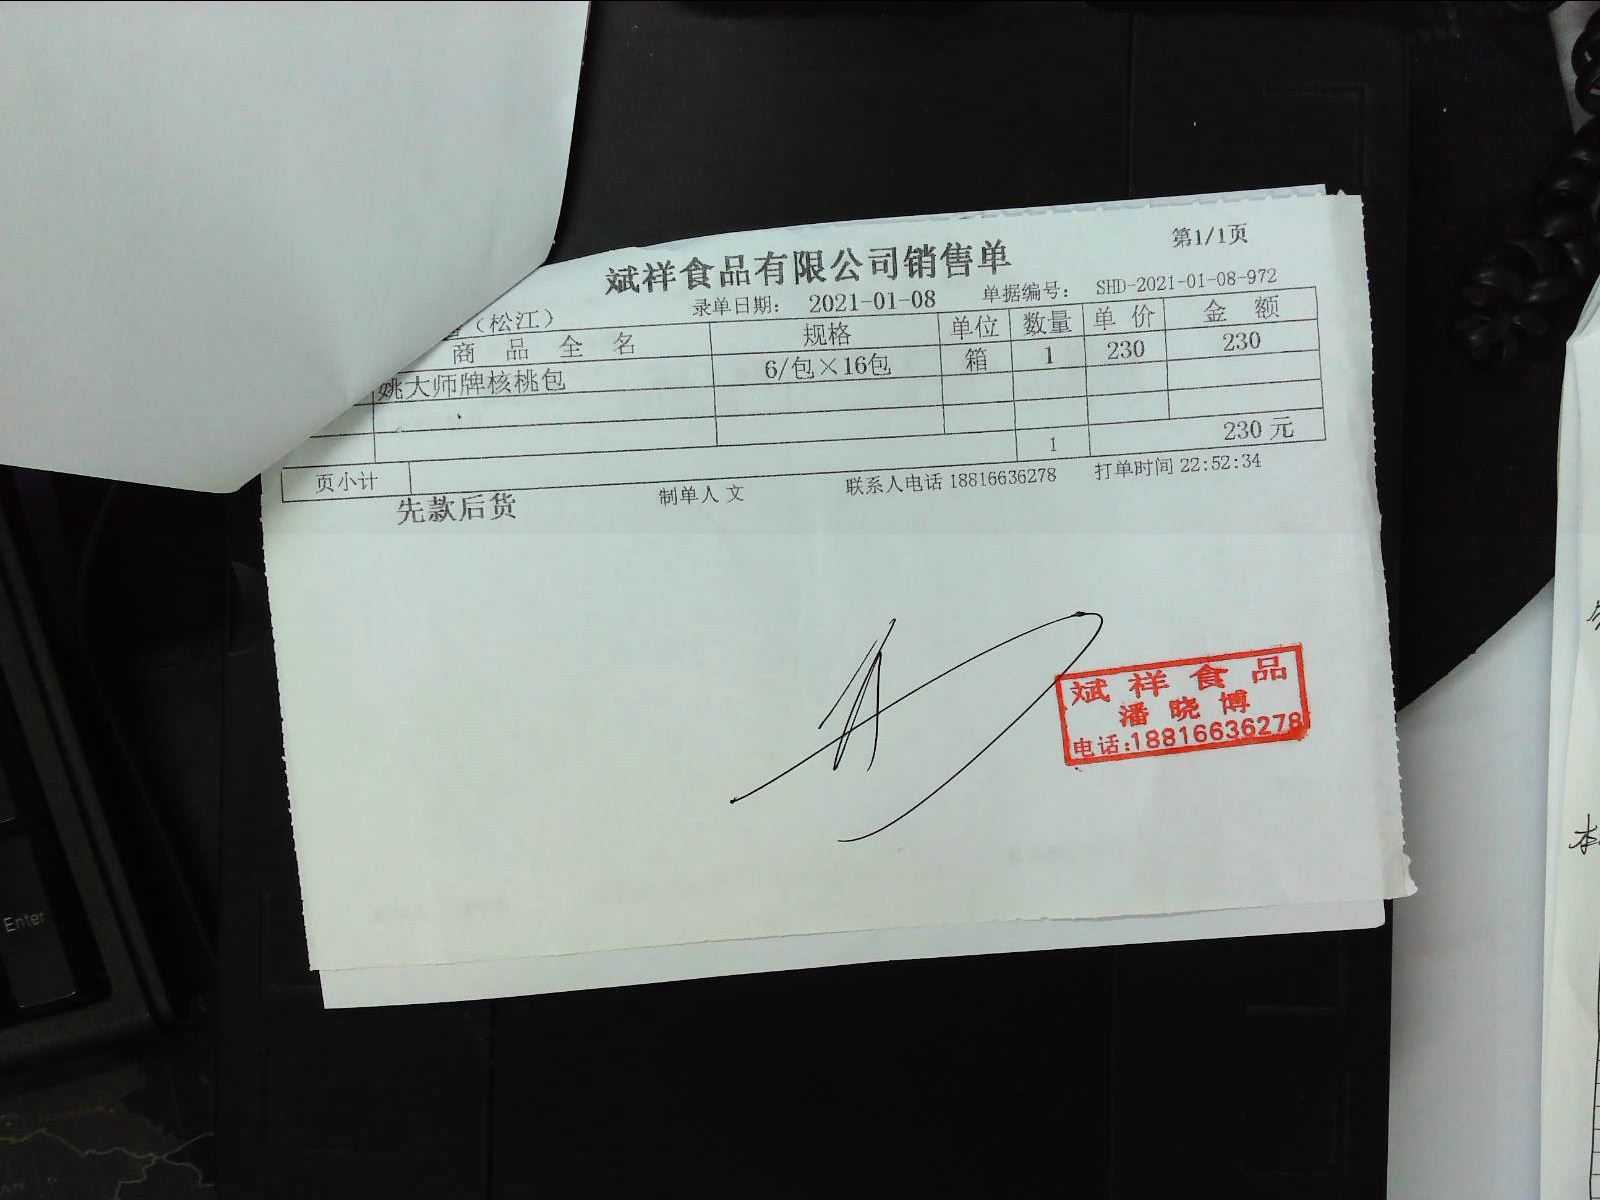 斌祥食品有限公司销售单
第1/1页
（松江） 录单日期： 2021-01-08 单据编号： SHD-2021-01-08-972
商品全名 规格 单位 数量 单价 金额
姚大师牌核桃包 6/包×16包 箱 1 230 230
1 230元
页小计
先款后货 制单人 文 联系人电话 18816636278 打单时间 22:52:34
斌祥食品
潘晓博
电话:18816636278
Enter
本